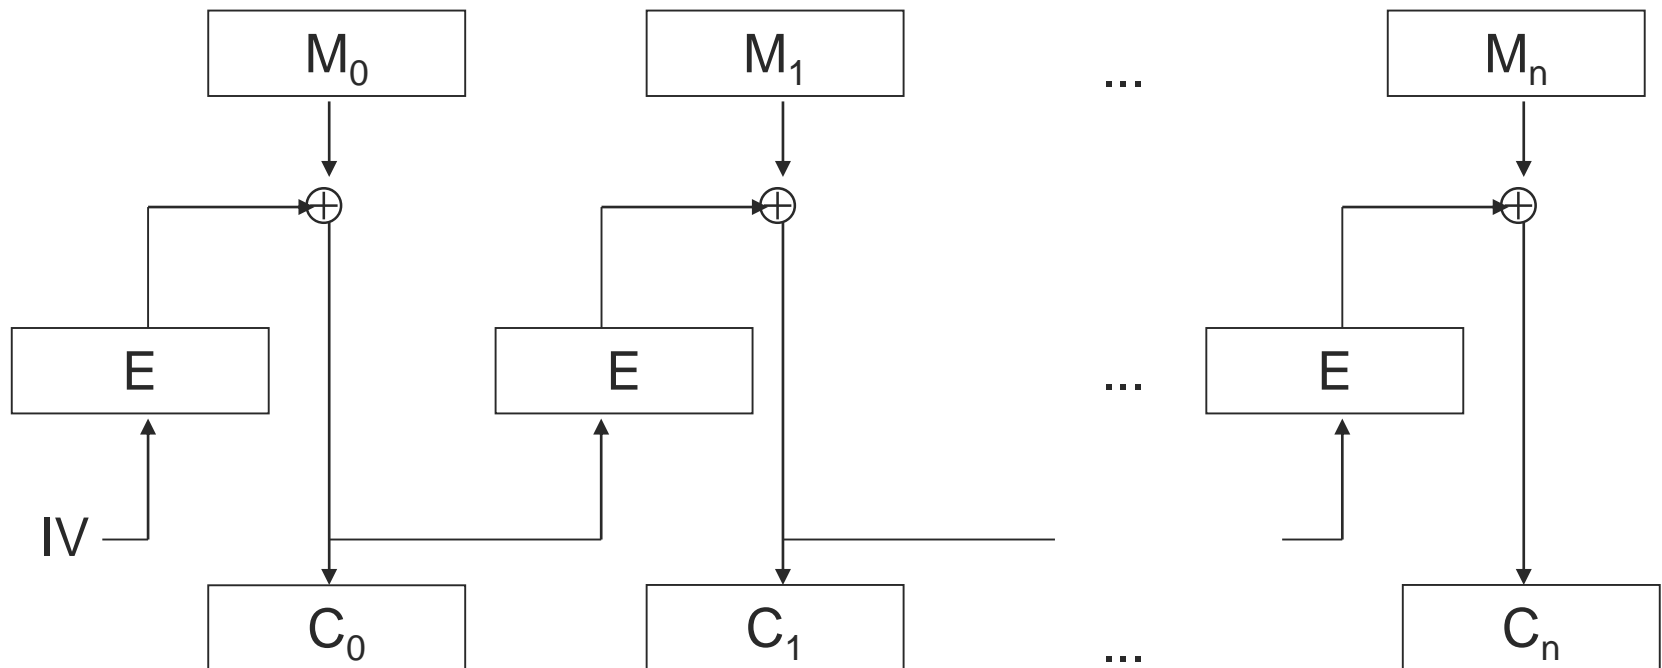 M₀ M₁ ... Mₙ
E E ... E
IV
C₀ C₁ ... Cₙ